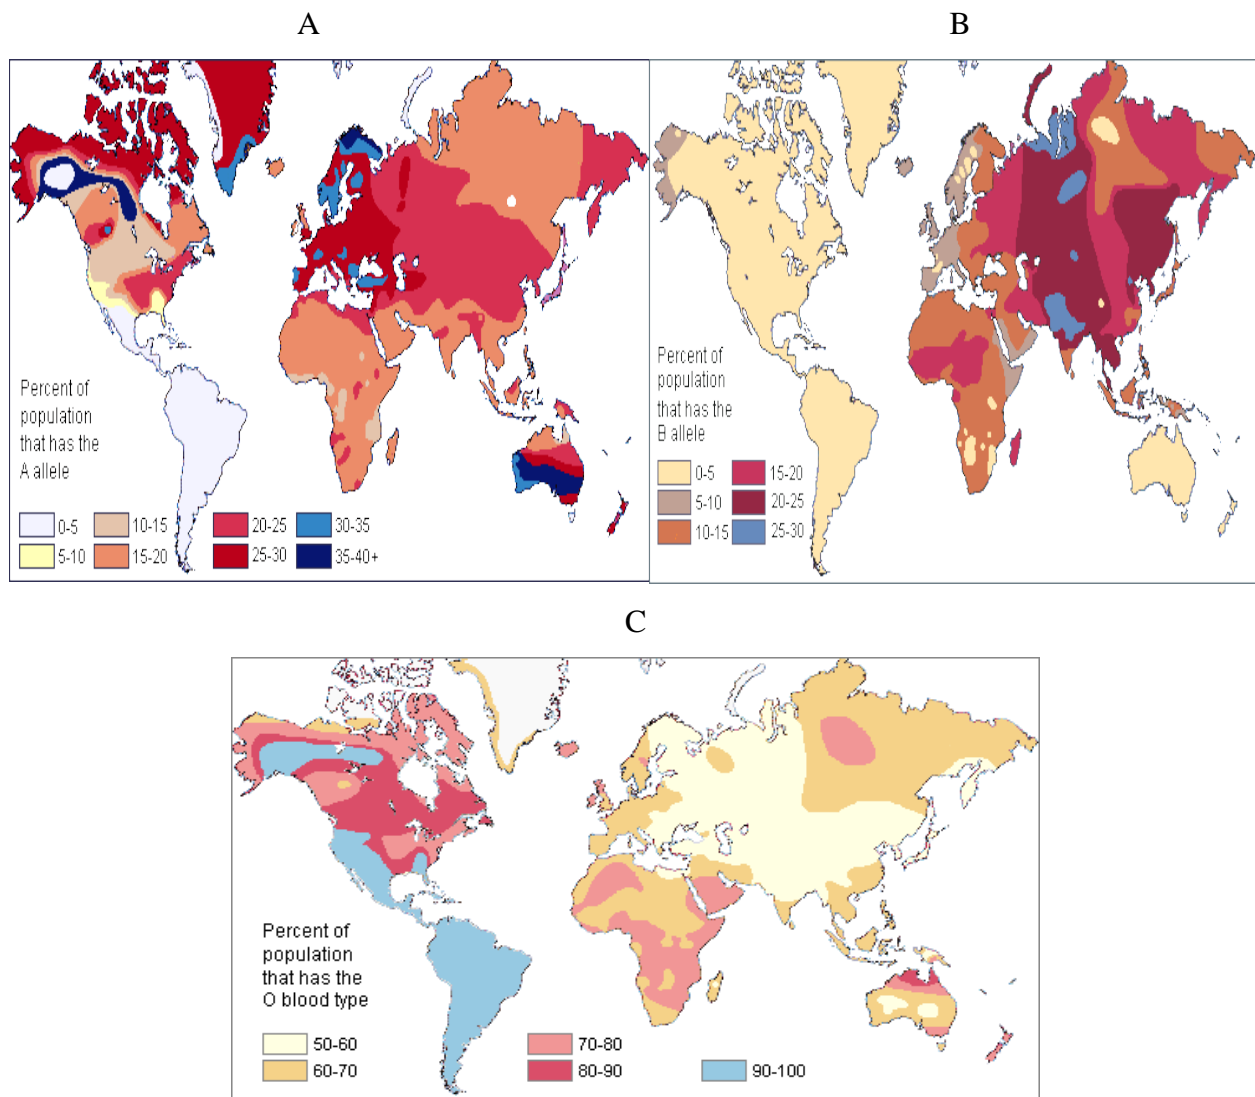 A
B
Percent of
population
that has the
A allele
0-5
10-15
20-25
30-35
5-10
15-20
25-30
35-40+
Percent of
population
that has the
B allele
0-5
15-20
5-10
20-25
10-15
25-30
C
Percent of
population
that has the
O blood type
50-60
70-80
60-70
80-90
90-100